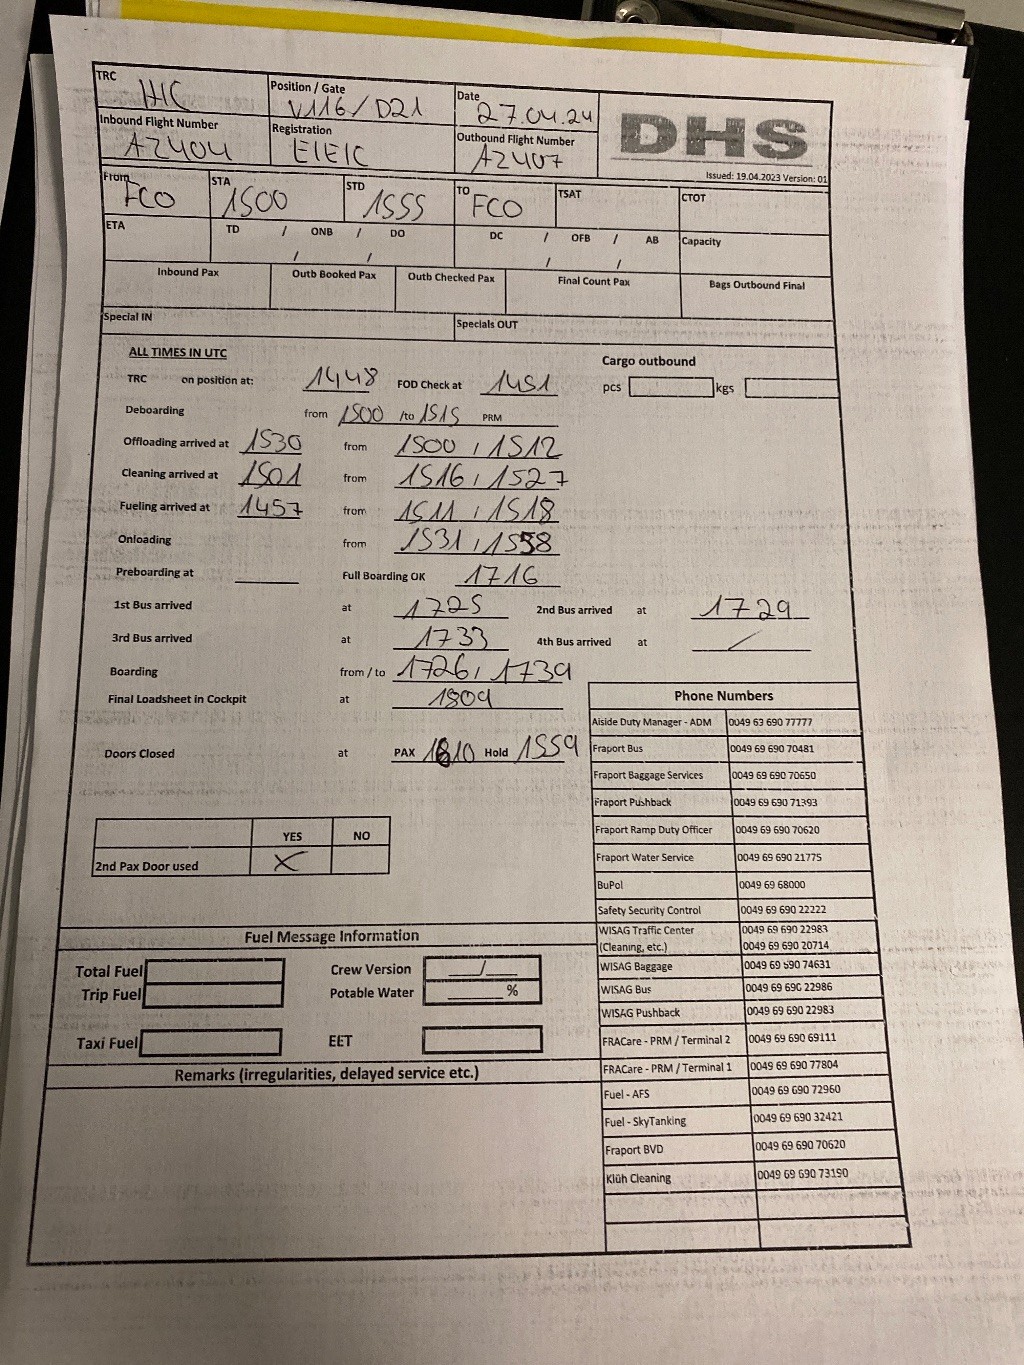 TRC HIC Position / Gate V116/D21 Date 27.04.24
DHS
Inbound Flight Number AZ404 Registration EIEIC Outbound Flight Number AZ407
Issued: 19.04.2023 Version: 01
From FCO STA 1500 STD 1555 TO FCO TSAT CTOT
ETA TD / ONB / DO DC / OFB / AB Capacity
/ / / /
Inbound Pax Outb Booked Pax Outb Checked Pax Final Count Pax Bags Outbound Final
Special IN Specials OUT
ALL TIMES IN UTC Cargo outbound
TRC on position at: 1448 FOD Check at 1451 pcs kgs
Deboarding from 1500 /to 1515 PRM
Offloading arrived at 1530 from 1500 , 1512
Cleaning arrived at 1501 from 1516 , 1527
Fueling arrived at 1457 from 1511 , 1518
Onloading from 1531 , 1558
Preboarding at Full Boarding OK 1716
1st Bus arrived at 1725 2nd Bus arrived at 1729
3rd Bus arrived at 1733 4th Bus arrived at /
Boarding from / to 1726, 1739
Final Loadsheet in Cockpit at 1809
Doors Closed at PAX 1810 Hold 1559
YES NO
2nd Pax Door used X
Phone Numbers
Aiside Duty Manager - ADM 0049 63 690 77777
Fraport Bus 0049 69 690 70481
Fraport Baggage Services 0049 69 690 70650
Fraport Pushback 0049 69 690 71393
Fraport Ramp Duty Officer 0049 69 690 70620
Fraport Water Service 0049 69 690 21775
BuPol 0049 69 68000
Safety Security Control 0049 69 690 22222
WISAG Traffic Center 0049 69 690 22983
(Cleaning, etc.) 0049 69 690 20714
WISAG Baggage 0049 69 690 74631
WISAG Bus 0049 69 690 22986
WISAG Pushback 0049 69 690 22983
FRACare - PRM / Terminal 2 0049 69 690 69111
FRACare - PRM / Terminal 1 0049 69 690 77804
Fuel - AFS 0049 69 690 72960
Fuel - SkyTanking 0049 69 690 32421
Fraport BVD 0049 69 690 70620
Klüh Cleaning 0049 69 690 73190
Fuel Message Information
Total Fuel Crew Version /
Trip Fuel Potable Water %
Taxi Fuel EET
Remarks (irregularities, delayed service etc.)